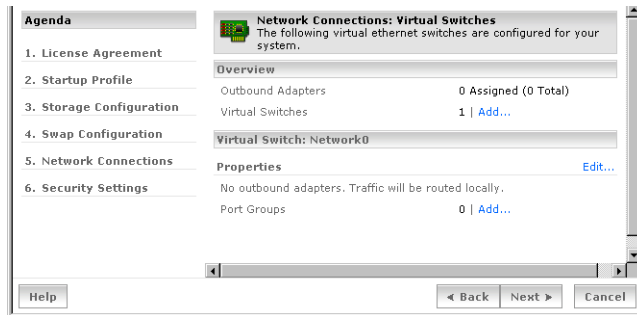 Agenda
1. License Agreement
2. Startup Profile
3. Storage Configuration
4. Swap Configuration
5. Network Connections
6. Security Settings
Network Connections: Virtual Switches
The following virtual ethernet switches are configured for your
system.
Overview
Outbound Adapters 0 Assigned (0 Total)
Virtual Switches 1 | Add...
Virtual Switch: Network0
Properties Edit...
No outbound adapters. Traffic will be routed locally.
Port Groups 0 | Add...
Help ◄ Back Next ► Cancel